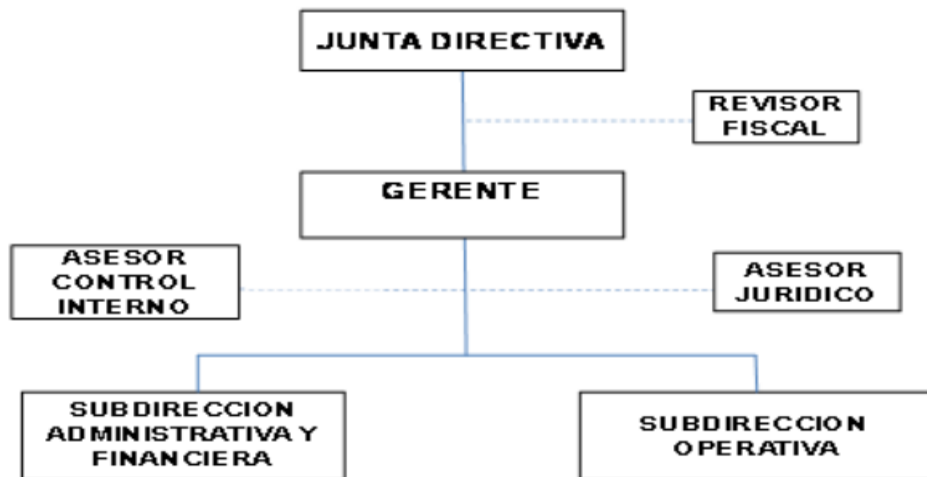 JUNTA DIRECTIVA
REVISOR
FISCAL
GERENTE
ASESOR
CONTROL
INTERNO
ASESOR
JURIDICO
SUBDIRECCION
ADMINISTRATIVA Y
FINANCIERA
SUBDIRECCION
OPERATIVA